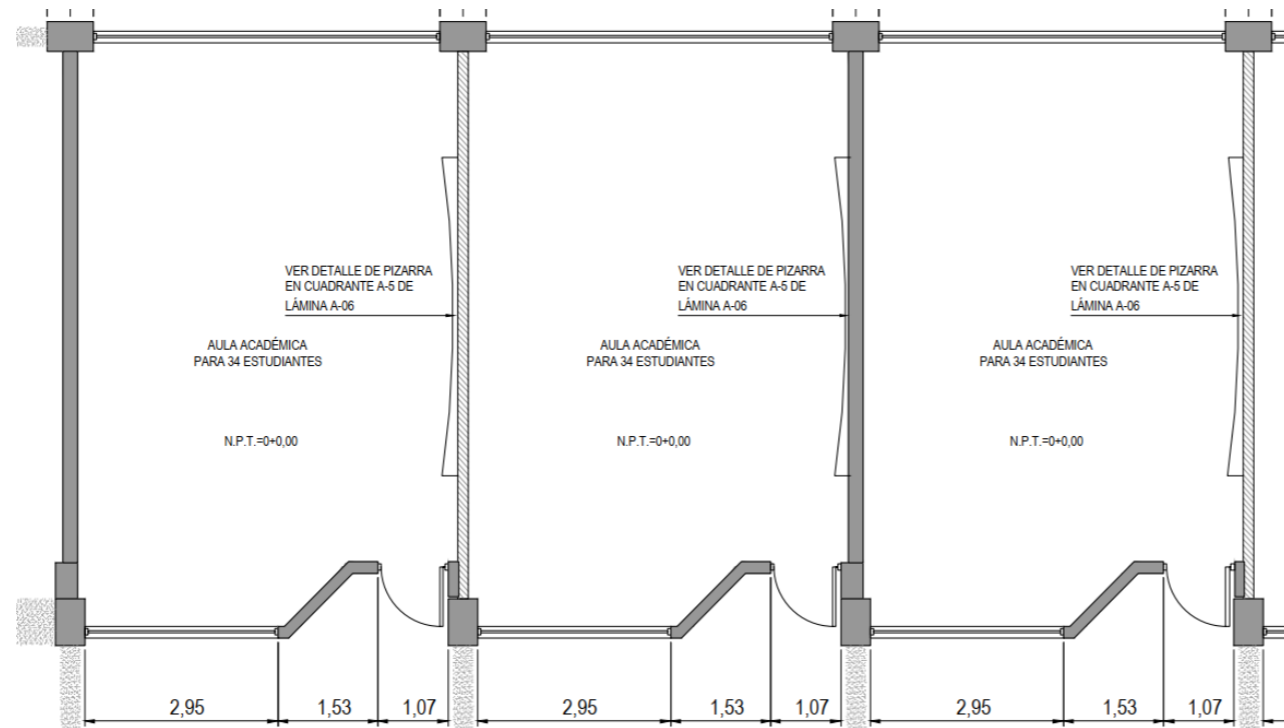 VER DETALLE DE PIZARRA
EN CUADRANTE A-5 DE
LÁMINA A-06
AULA ACADÉMICA
PARA 34 ESTUDIANTES
N.P.T.=0+0,00
VER DETALLE DE PIZARRA
EN CUADRANTE A-5 DE
LÁMINA A-06
AULA ACADÉMICA
PARA 34 ESTUDIANTES
N.P.T.=0+0,00
VER DETALLE DE PIZARRA
EN CUADRANTE A-5 DE
LÁMINA A-06
AULA ACADÉMICA
PARA 34 ESTUDIANTES
N.P.T.=0+0,00
2,95 1,53 1,07 2,95 1,53 1,07 2,95 1,53 1,07